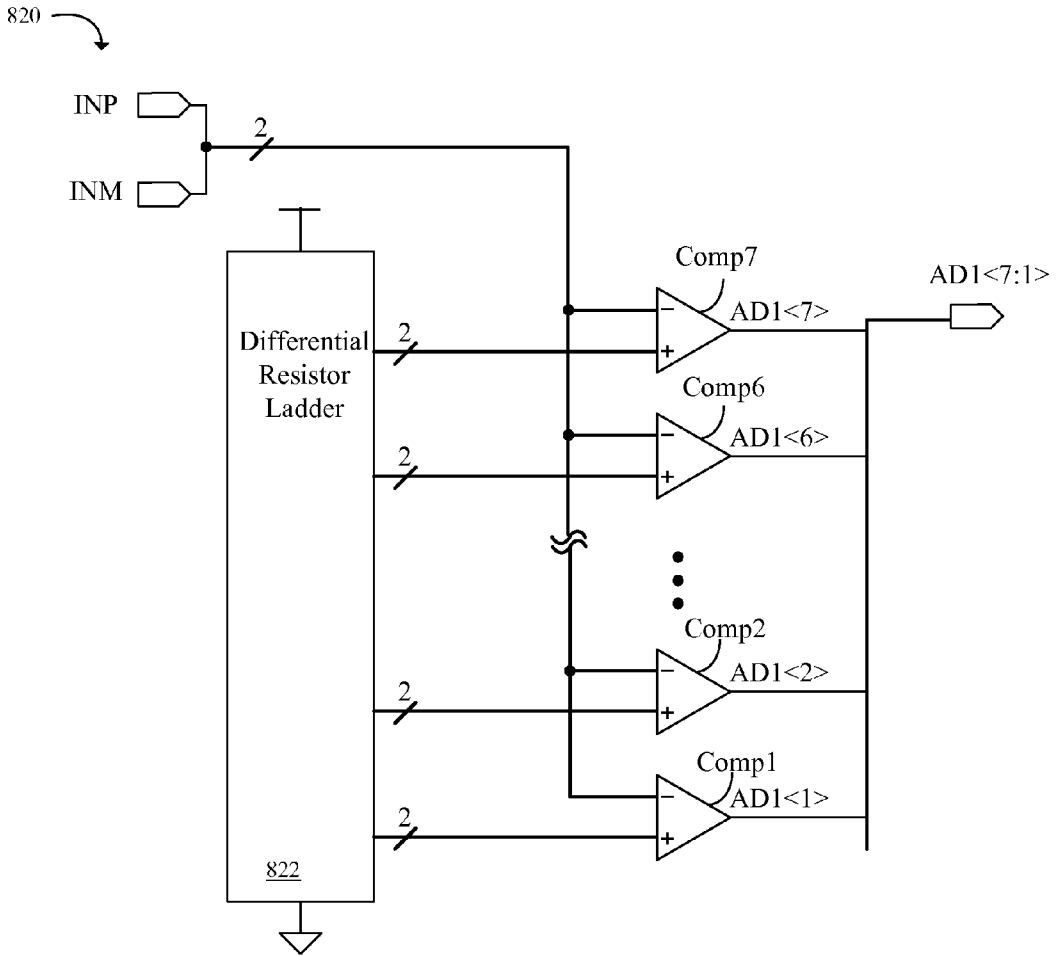 820
INP
2
INM
Comp7
AD1<7:1>
− AD1<7>
Differential
Resistor
Ladder
2
+
Comp6
− AD1<6>
2
+
Comp2
− AD1<2>
2
+
Comp1
− AD1<1>
2
+
822